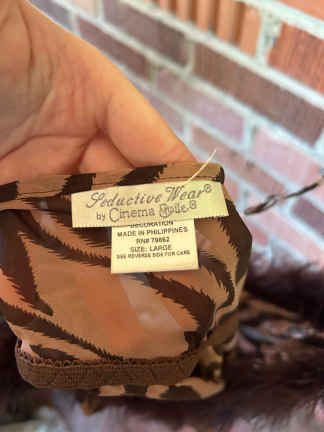 Seductive Wear®
by Cinema Etoile®
DECORATION
MADE IN PHILIPPINES
RN# 79862
SIZE: LARGE
SEE REVERSE SIDE FOR CARE